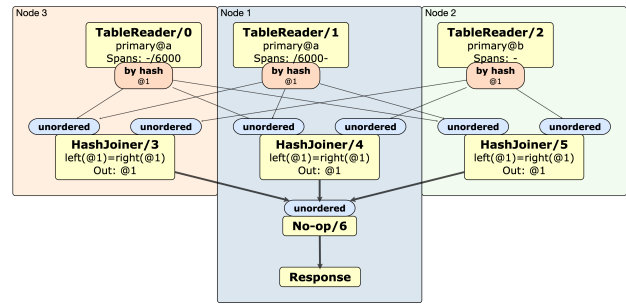 Node 3
Node 1
Node 2
TableReader/0
primary@a
Spans: -/6000
by hash
@1
TableReader/1
primary@a
Spans: /6000-
by hash
@1
TableReader/2
primary@b
Spans: -
by hash
@1
unordered
unordered
unordered
unordered
unordered
unordered
HashJoiner/3
left(@1)=right(@1)
Out: @1
HashJoiner/4
left(@1)=right(@1)
Out: @1
HashJoiner/5
left(@1)=right(@1)
Out: @1
unordered
No-op/6
Response